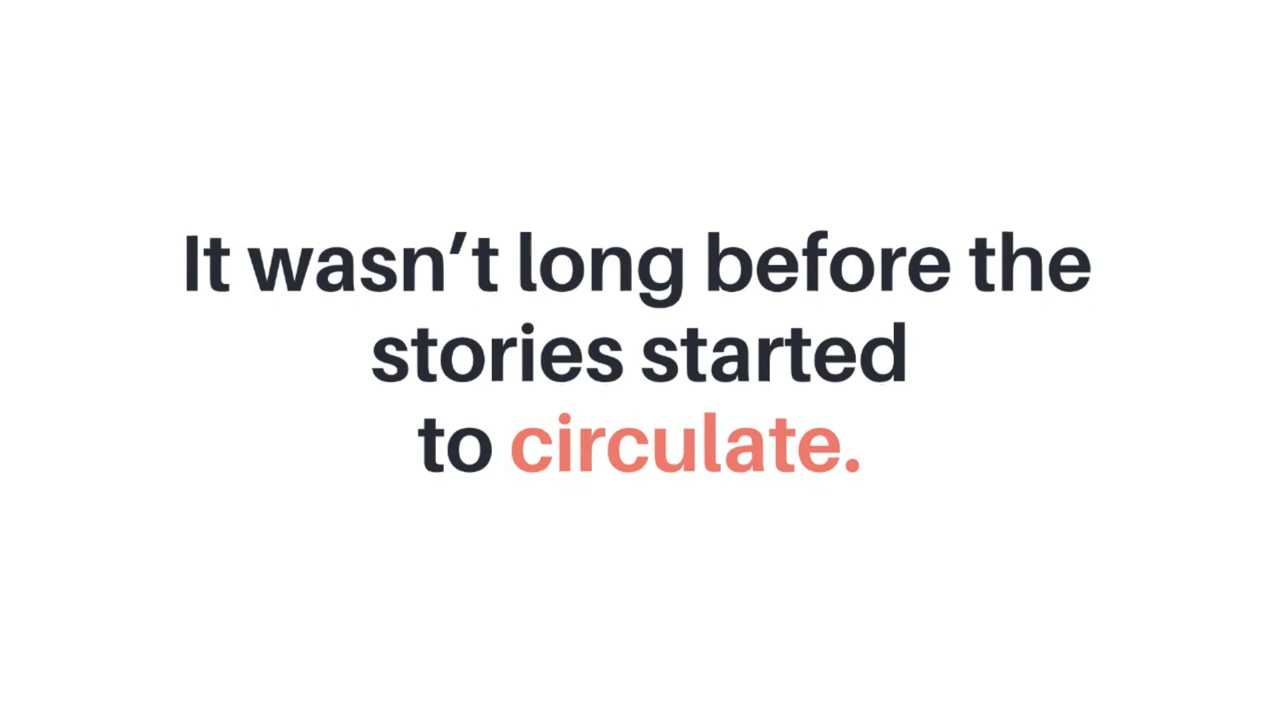 It wasn’t long before the
stories started
to circulate.